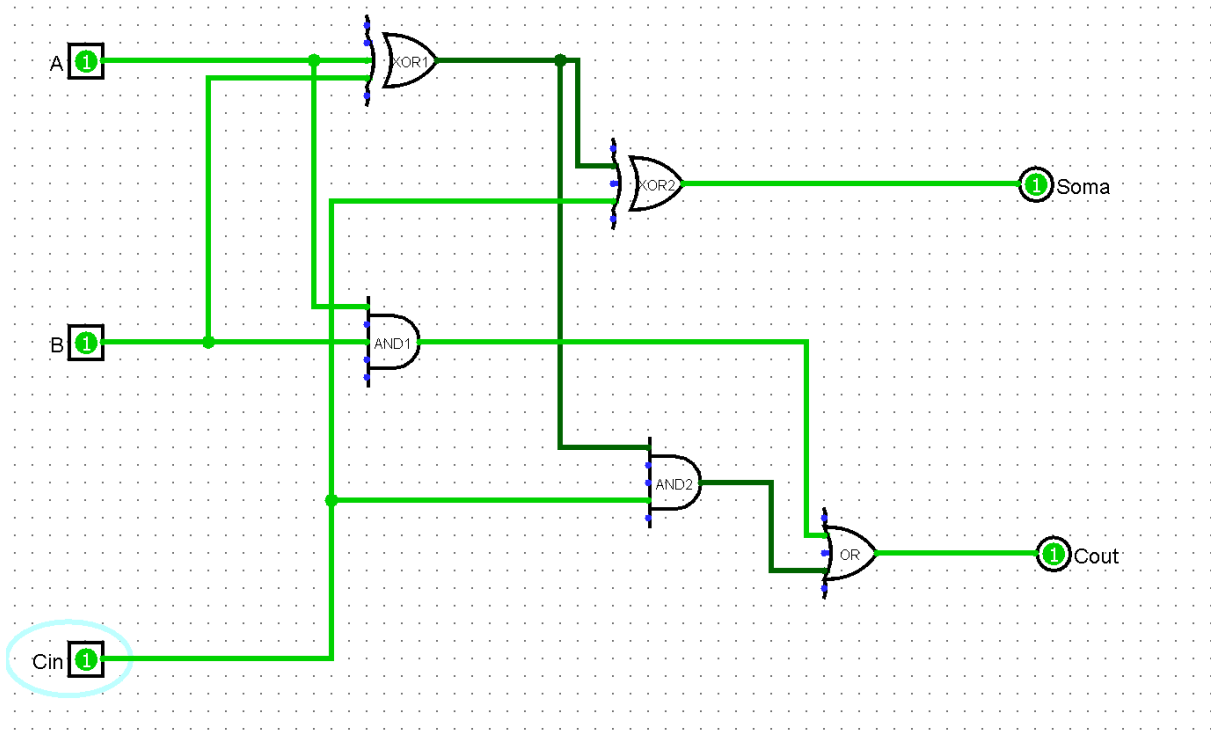 A 1
XOR1
XOR2
1 Soma
B 1
AND1
AND2
OR
1 Cout
Cin 1